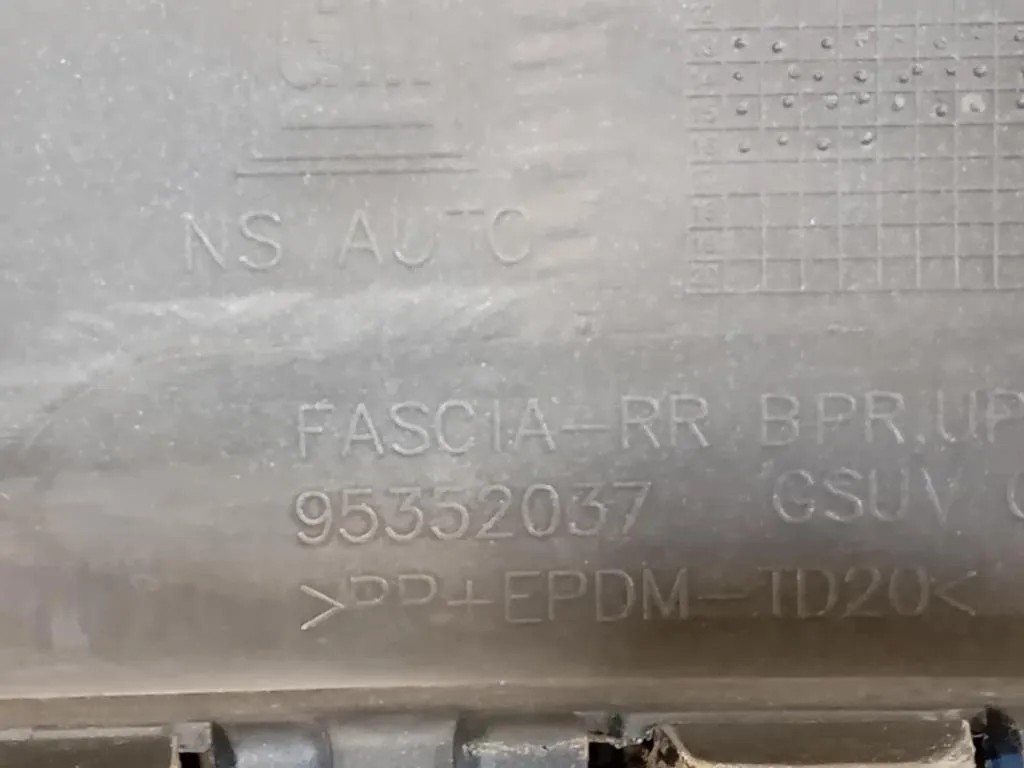 NS AUTO
FASCIA-RR BPR.UP
95352037 GSUV
>PP+EPDM-TD20<